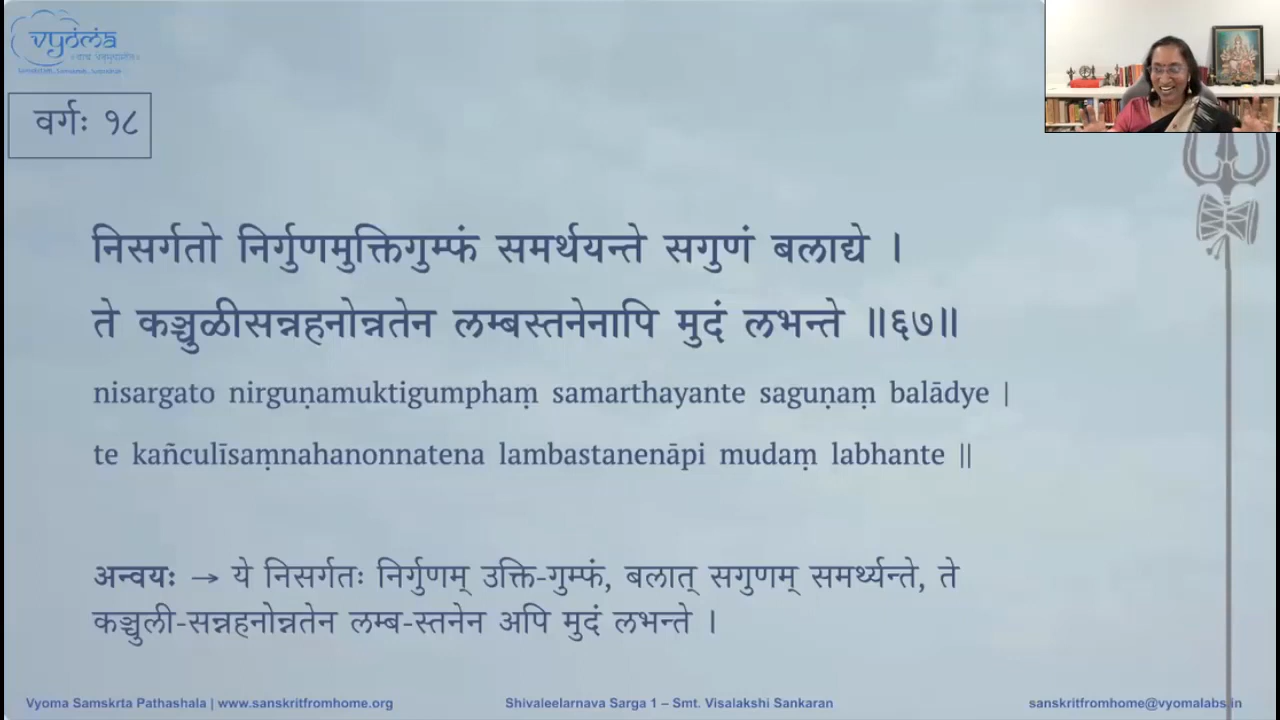 vyoma
वर्गः १८
निसर्गतो निर्गुणमुक्तिगुम्फं समर्थयन्ते सगुणं बलाद्ये ।
ते कञ्चुळीसन्नहनोन्नतेन लम्बस्तनेनापि मुदं लभन्ते ॥६७॥
nisargato nirguṇamuktigumphaṃ samarthayante saguṇaṃ balādye |
te kañculīsaṃnahanonnatena lambastanenāpi mudaṃ labhante ||
अन्वयः → ये निसर्गतः निर्गुणम् उक्ति-गुम्फं, बलात् सगुणम् समर्थ्यन्ते, ते
कञ्चुली-सन्नहनोन्नतेन लम्ब-स्तनेन अपि मुदं लभन्ते ।
Vyoma Samskrta Pathashala | www.sanskritfromhome.org Shivaleelarnava Sarga 1 – Smt. Visalakshi Sankaran sanskritfromhome@vyomalabs.in